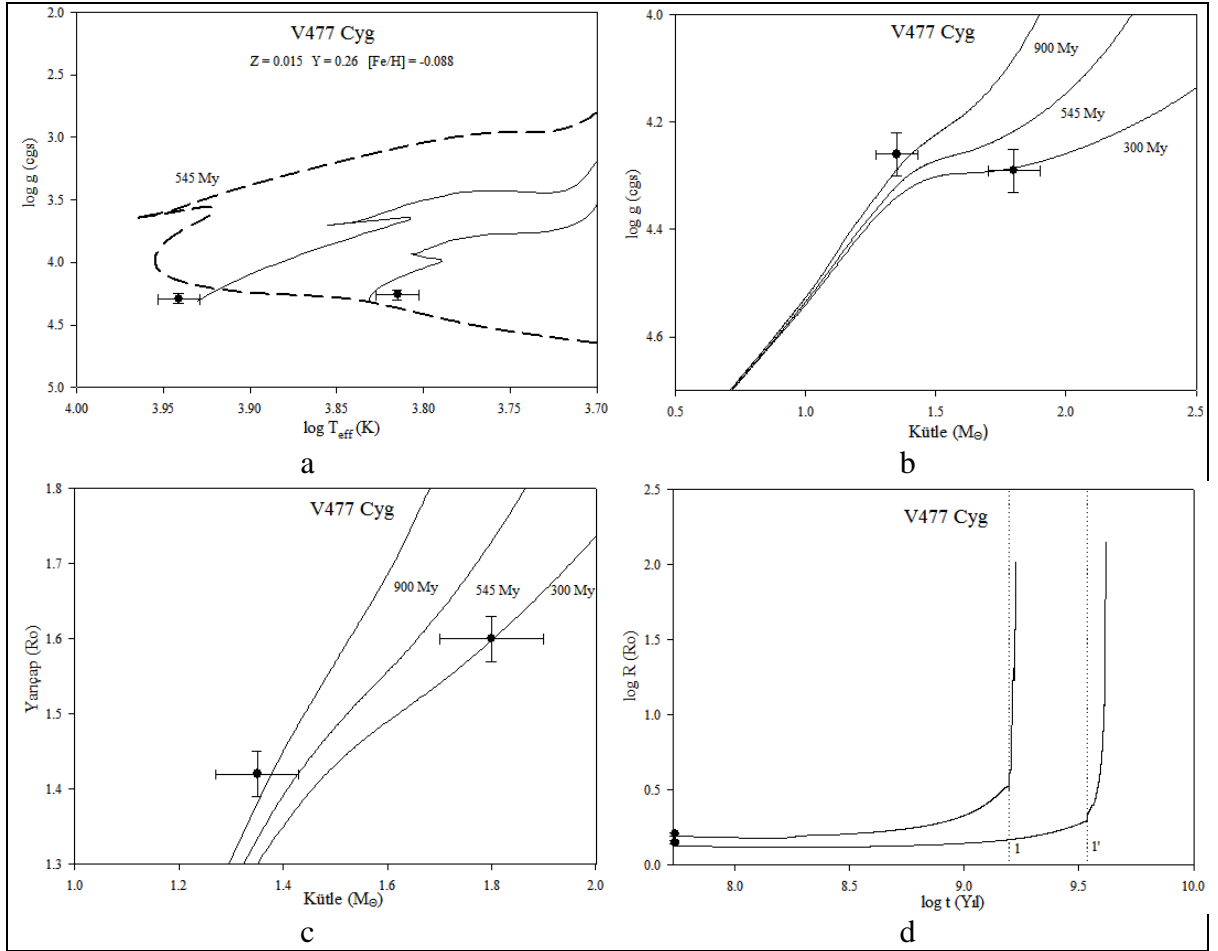 V477 Cyg
Z = 0.015 Y = 0.26 [Fe/H] = -0.088
545 My
log g (cgs)
2.0
2.5
3.0
3.5
4.0
4.5
5.0
4.00
3.95
3.90
3.85
3.80
3.75
3.70
log Teff (K)
a
V477 Cyg
900 My
545 My
300 My
log g (cgs)
4.0
4.2
4.4
4.6
0.5
1.0
1.5
2.0
2.5
Kütle (M⊙)
b
V477 Cyg
900 My
545 My
300 My
Yarıçap (Ro)
1.8
1.7
1.6
1.5
1.4
1.3
1.0
1.2
1.4
1.6
1.8
2.0
Kütle (M⊙)
c
V477 Cyg
log R (Ro)
2.5
2.0
1.5
1.0
0.5
0.0
1
1'
8.0
8.5
9.0
9.5
10.0
log t (Yıl)
d